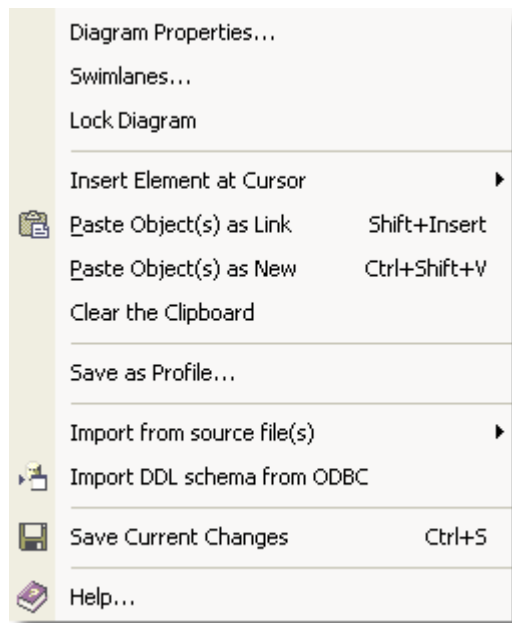 Diagram Properties...
Swimlanes...
Lock Diagram
Insert Element at Cursor
Paste Object(s) as Link Shift+Insert
Paste Object(s) as New Ctrl+Shift+V
Clear the Clipboard
Save as Profile...
Import from source file(s)
Import DDL schema from ODBC
Save Current Changes Ctrl+S
Help...